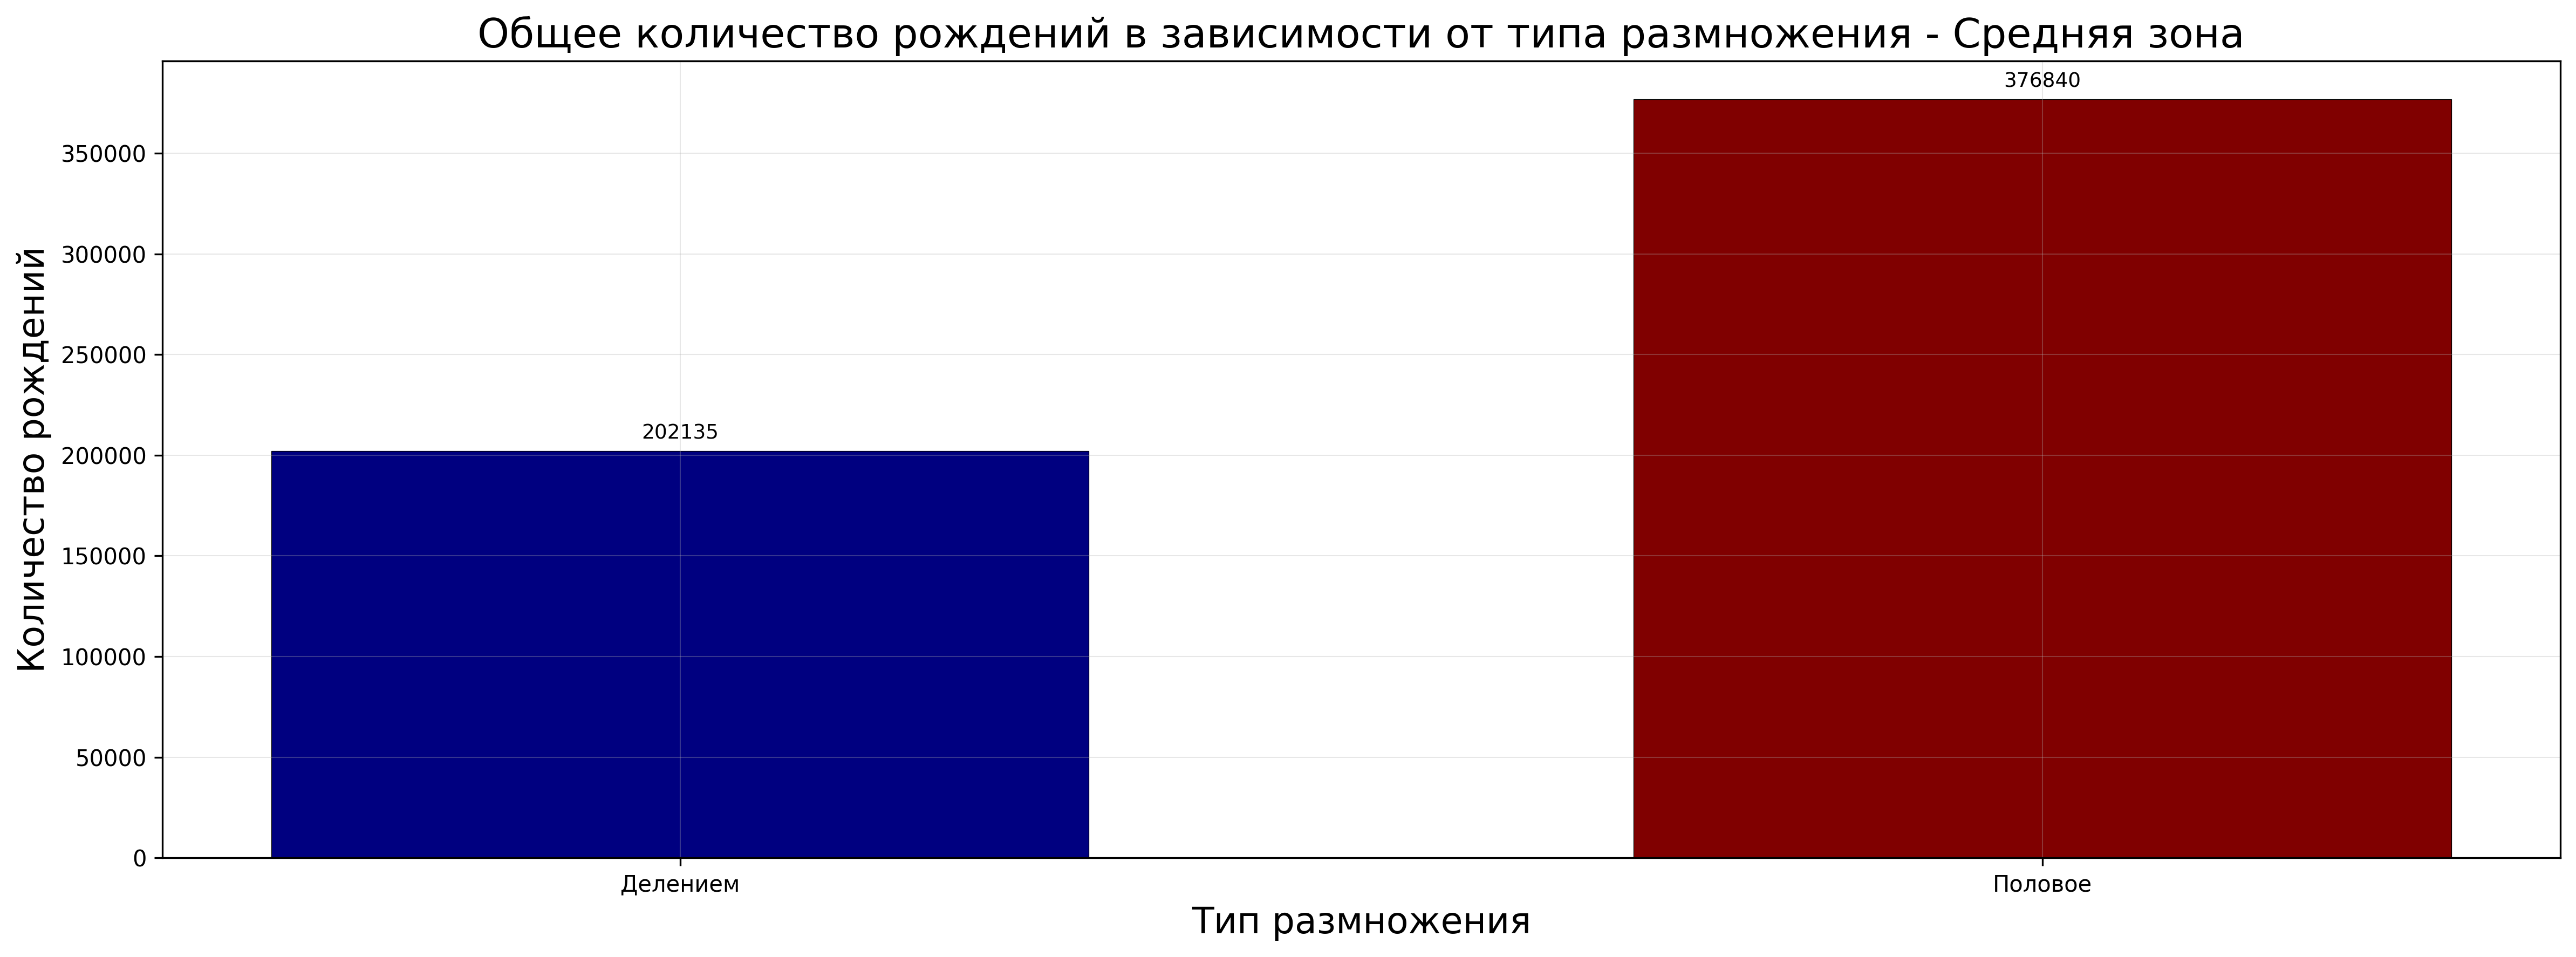 Общее количество рождений в зависимости от типа размножения - Средняя зона
Количество рождений
350000
300000
250000
200000
150000
100000
50000
0
202135
376840
Делением
Половое
Тип размножения